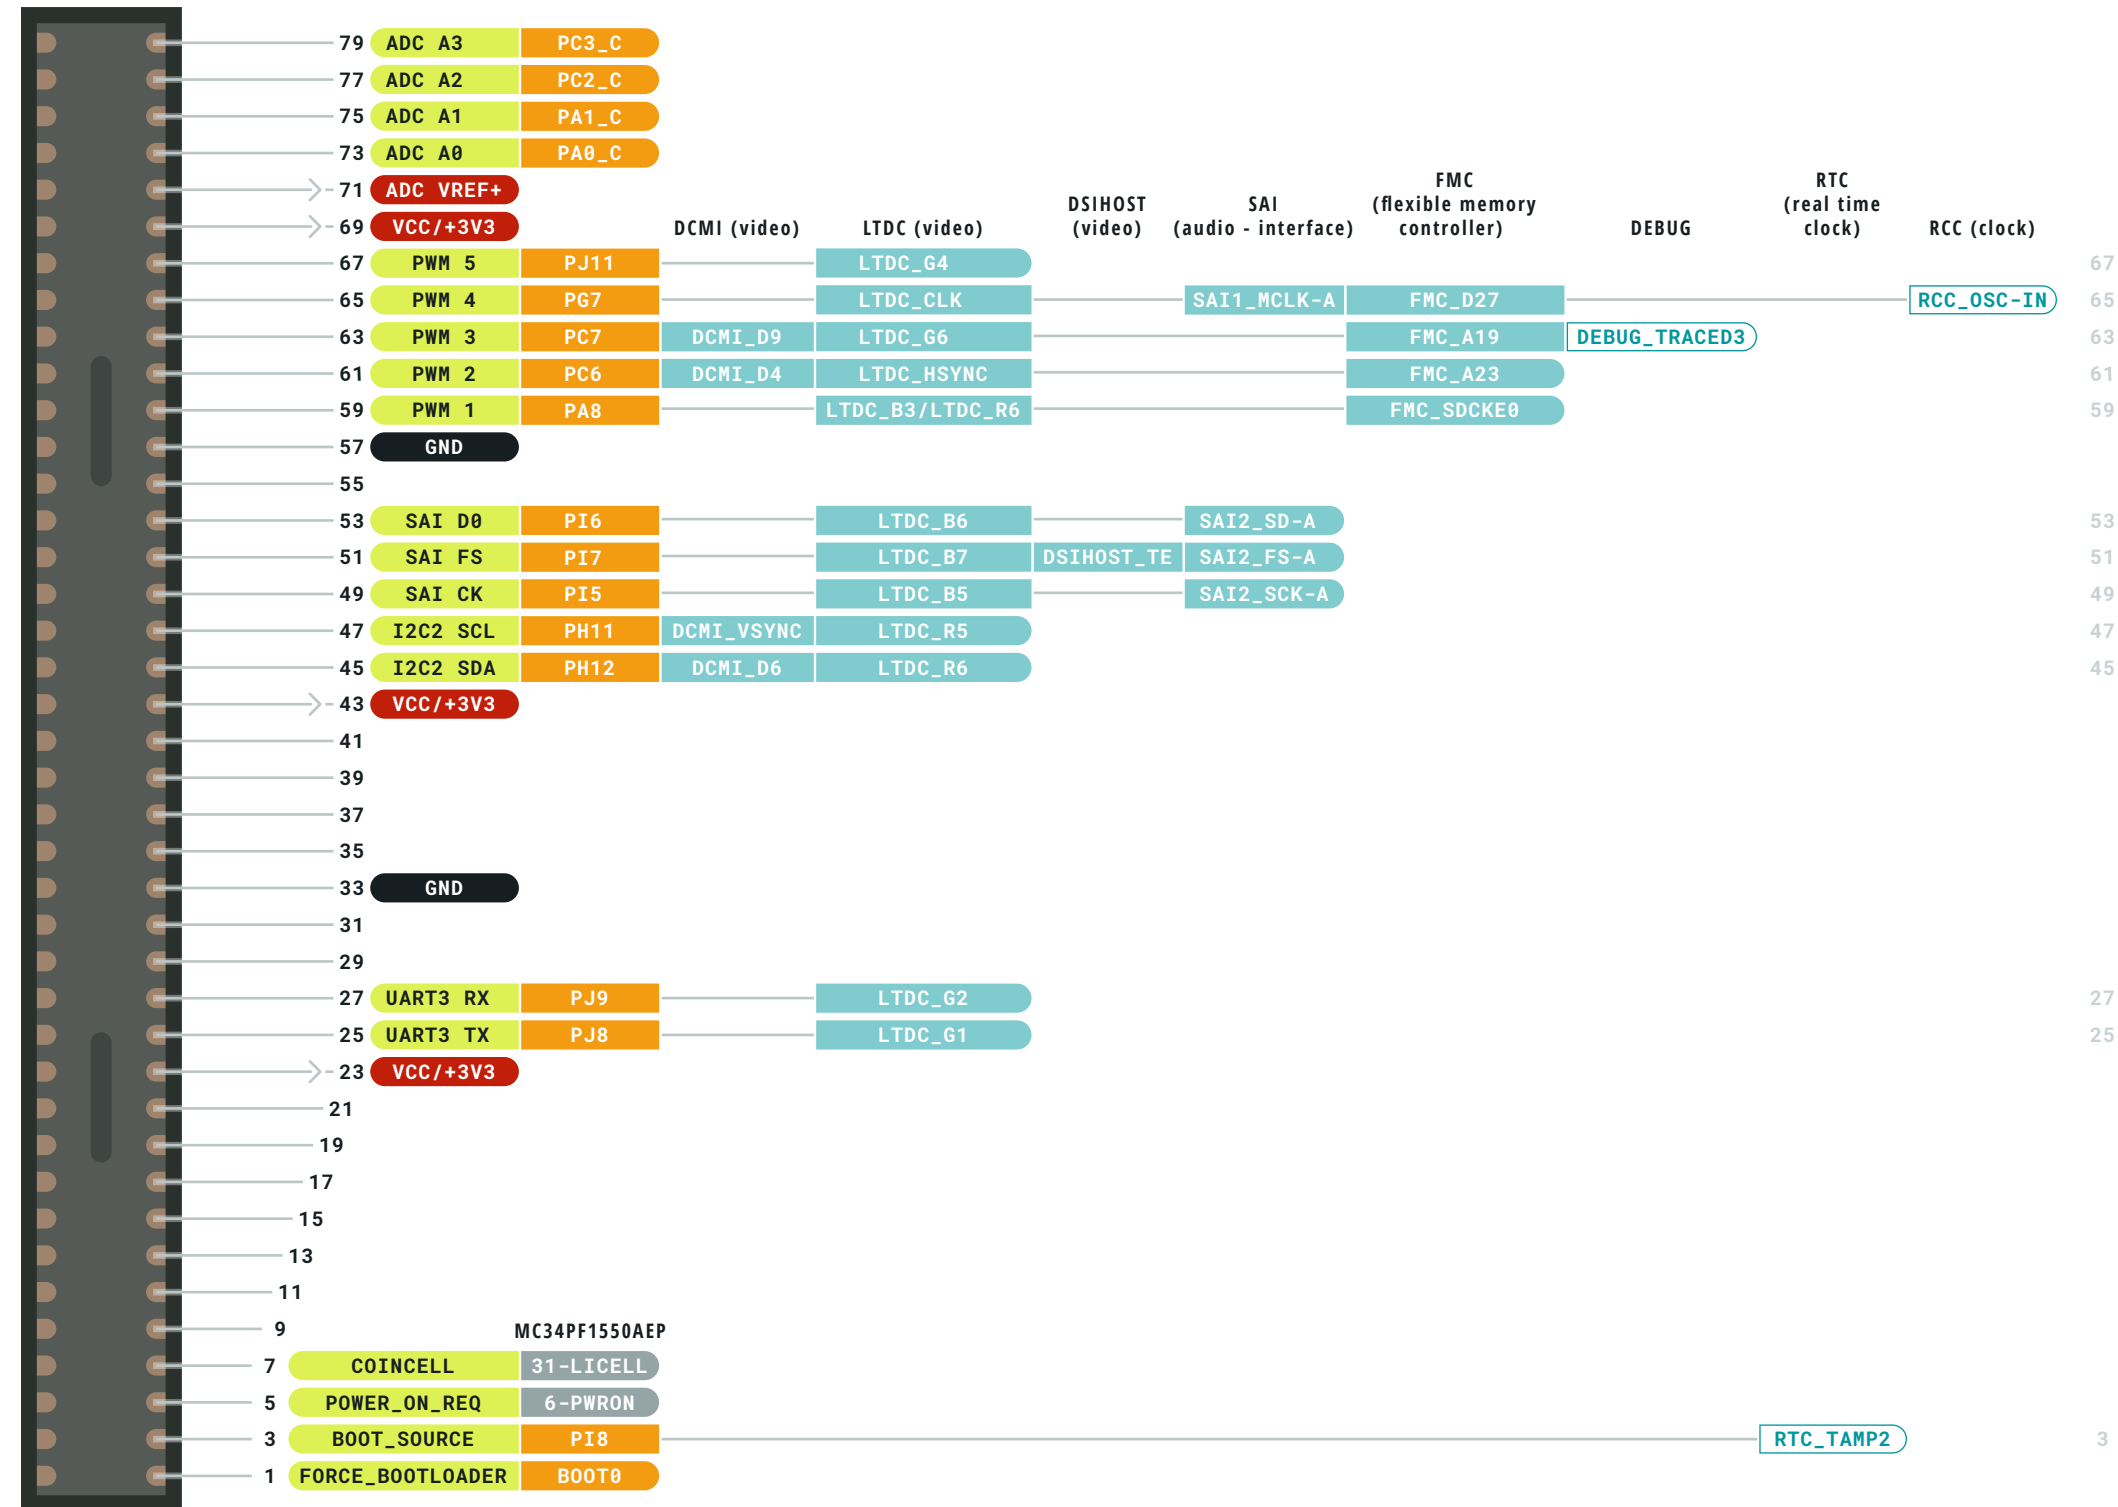 79 ADC A3 PC3_C
77 ADC A2 PC2_C
75 ADC A1 PA1_C
73 ADC A0 PA0_C
71 ADC VREF+
69 VCC/+3V3
DCMI (video)
LTDC (video)
DSIHOST
(video)
SAI
(audio - interface)
FMC
(flexible memory
controller)
DEBUG
RTC
(real time
clock)
RCC (clock)
67 PWM 5 PJ11 LTDC_G4 67
65 PWM 4 PG7 LTDC_CLK SAI1_MCLK-A FMC_D27 RCC_OSC-IN 65
63 PWM 3 PC7 DCMI_D9 LTDC_G6 FMC_A19 DEBUG_TRACED3 63
61 PWM 2 PC6 DCMI_D4 LTDC_HSYNC FMC_A23 61
59 PWM 1 PA8 LTDC_B3/LTDC_R6 FMC_SDCKE0 59
57 GND
55
53 SAI D0 PI6 LTDC_B6 SAI2_SD-A 53
51 SAI FS PI7 LTDC_B7 DSIHOST_TE SAI2_FS-A 51
49 SAI CK PI5 LTDC_B5 SAI2_SCK-A 49
47 I2C2 SCL PH11 DCMI_VSYNC LTDC_R5 47
45 I2C2 SDA PH12 DCMI_D6 LTDC_R6 45
43 VCC/+3V3
41
39
37
35
33 GND
31
29
27 UART3 RX PJ9 LTDC_G2 27
25 UART3 TX PJ8 LTDC_G1 25
23 VCC/+3V3
21
19
17
15
13
11
9
MC34PF1550AEP
7 COINCELL 31-LICELL
5 POWER_ON_REQ 6-PWRON
3 BOOT_SOURCE PI8 RTC_TAMP2 3
1 FORCE_BOOTLOADER BOOT0